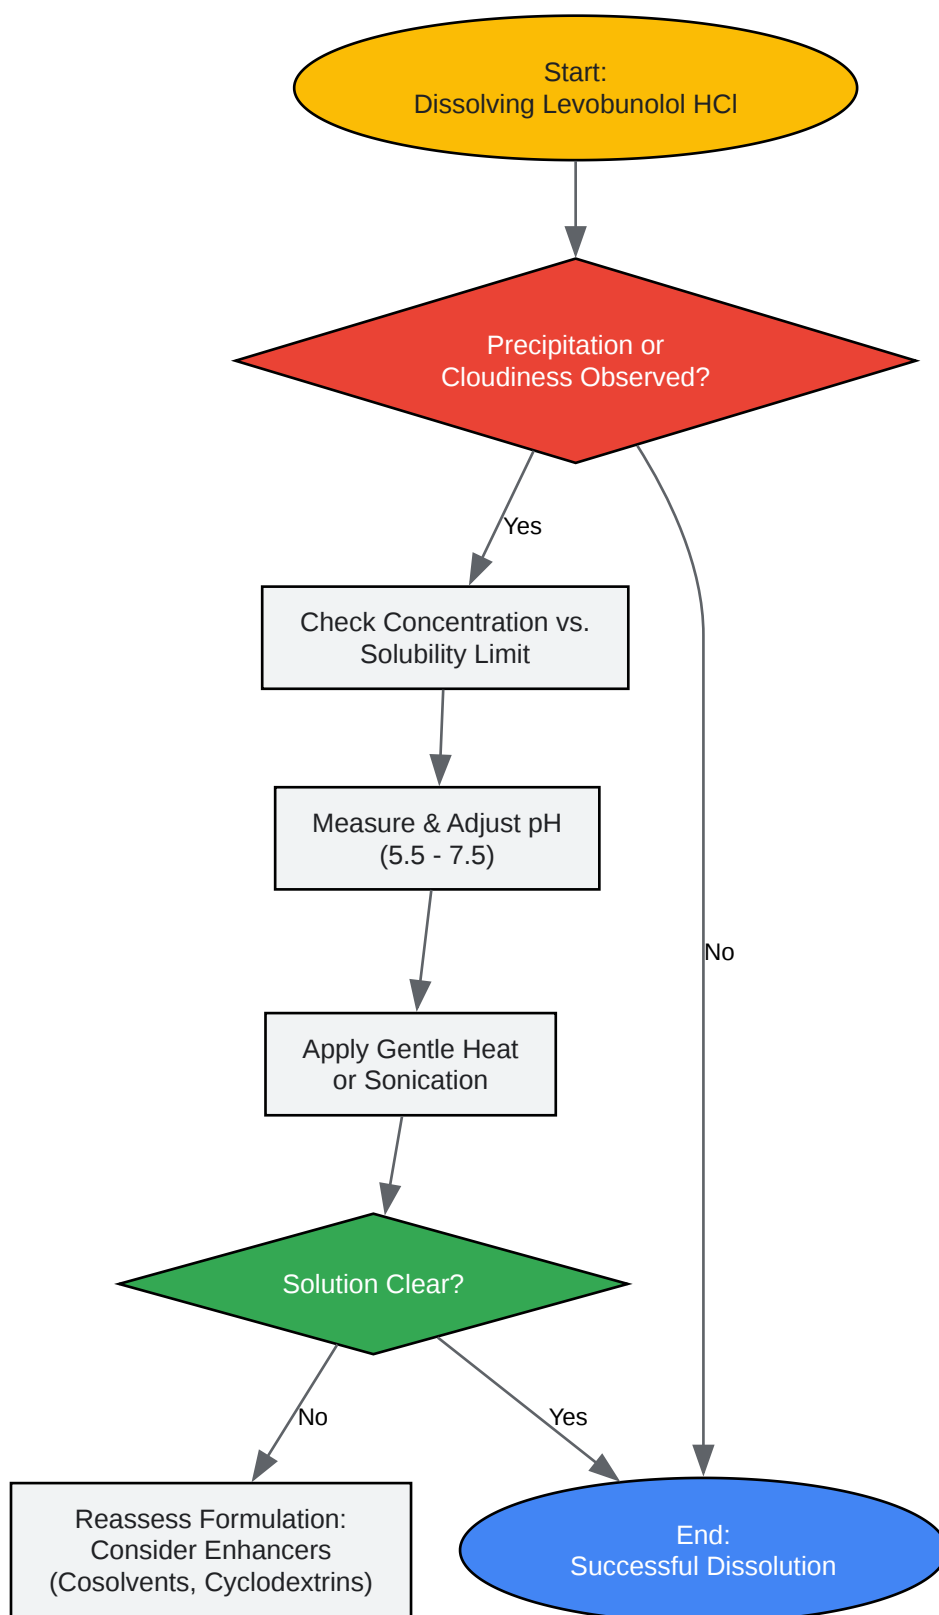 Start:
Dissolving Levobunolol HCl
Precipitation or
Cloudiness Observed?
Yes
Check Concentration vs.
Solubility Limit
Measure & Adjust pH
(5.5 - 7.5)
No
Apply Gentle Heat
or Sonication
Solution Clear?
No
Yes
Reassess Formulation:
Consider Enhancers
(Cosolvents, Cyclodextrins)
End:
Successful Dissolution